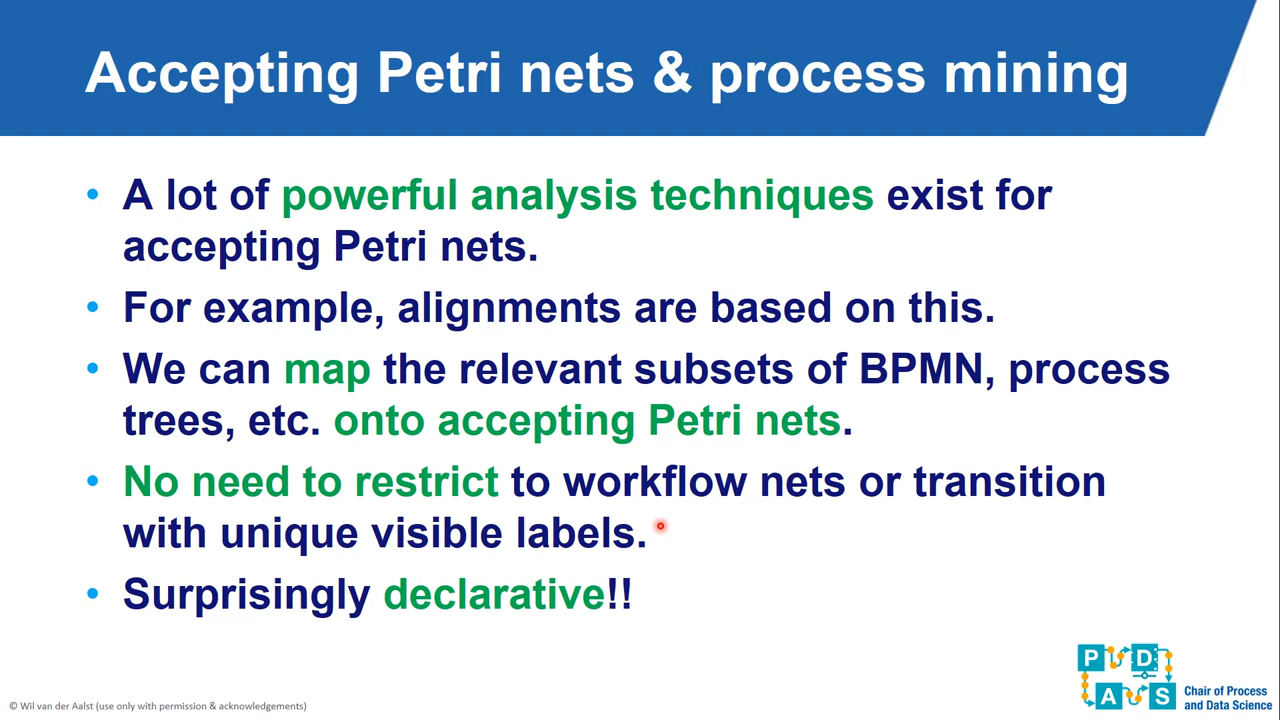 Accepting Petri nets & process mining
• A lot of powerful analysis techniques exist for
accepting Petri nets.
• For example, alignments are based on this.
• We can map the relevant subsets of BPMN, process
trees, etc. onto accepting Petri nets.
• No need to restrict to workflow nets or transition
with unique visible labels.
• Surprisingly declarative!!
P D
A S
Chair of Process
and Data Science
© Wil van der Aalst (use only with permission & acknowledgements)